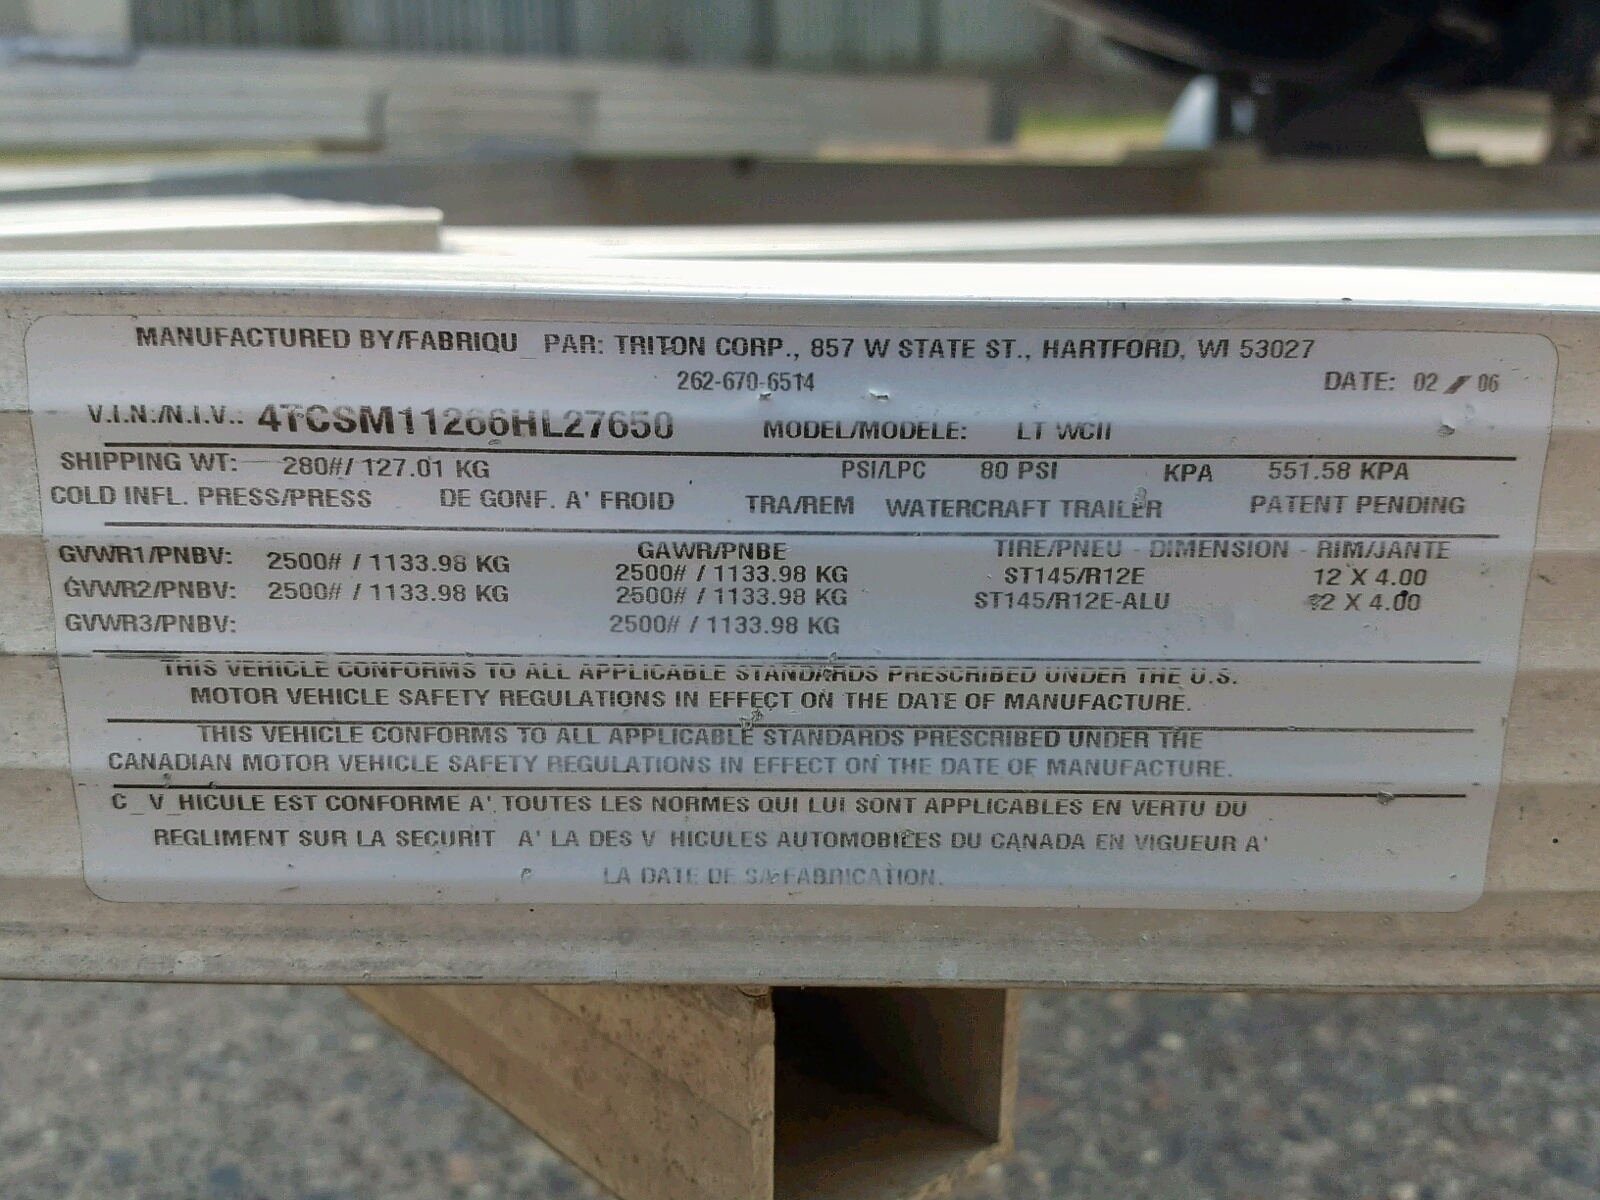 MANUFACTURED BY/FABRIQU_ PAR: TRITON CORP., 857 W STATE ST., HARTFORD, WI 53027
262-670-6514 DATE: 02 / 06
V.I.N./N.I.V.: 4TCSM11266HL27650 MODEL/MODELE: LT WCII
SHIPPING WT: 280#/ 127.01 KG PSI/LPC 80 PSI KPA 551.58 KPA
COLD INFL. PRESS/PRESS DE GONF. A' FROID TRA/REM WATERCRAFT TRAILER PATENT PENDING
GVWR1/PNBV: 2500# / 1133.98 KG GAWR/PNBE TIRE/PNEU - DIMENSION - RIM/JANTE
2500# / 1133.98 KG ST145/R12E 12 X 4.00
GVWR2/PNBV: 2500# / 1133.98 KG 2500# / 1133.98 KG ST145/R12E-ALU 12 X 4.00
GVWR3/PNBV: 2500# / 1133.98 KG
THIS VEHICLE CONFORMS TO ALL APPLICABLE STANDARDS PRESCRIBED UNDER THE U.S.
MOTOR VEHICLE SAFETY REGULATIONS IN EFFECT ON THE DATE OF MANUFACTURE.
THIS VEHICLE CONFORMS TO ALL APPLICABLE STANDARDS PRESCRIBED UNDER THE
CANADIAN MOTOR VEHICLE SAFETY REGULATIONS IN EFFECT ON THE DATE OF MANUFACTURE.
C_V_HICULE EST CONFORME A' TOUTES LES NORMES QUI LUI SONT APPLICABLES EN VERTU DU
REGLIMENT SUR LA SECURIT A' LA DES V HICULES AUTOMOBILES DU CANADA EN VIGUEUR A'
LA DATE DE SA FABRICATION.